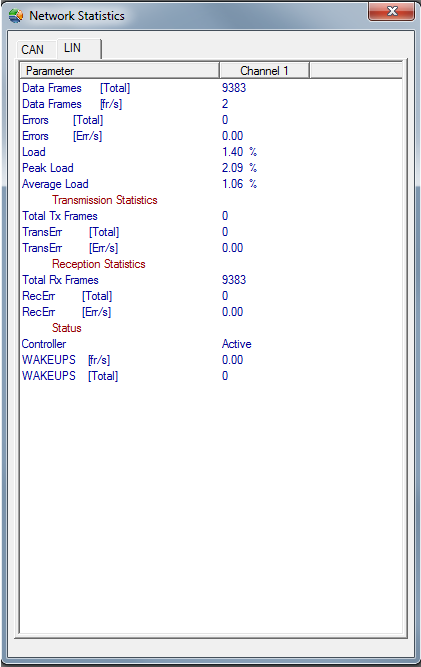 Network Statistics
CAN LIN
Parameter Channel 1
Data Frames [Total] 9383
Data Frames [fr/s] 2
Errors [Total] 0
Errors [Err/s] 0.00
Load 1.40 %
Peak Load 2.09 %
Average Load 1.06 %
Transmission Statistics
Total Tx Frames 0
TransErr [Total] 0
TransErr [Err/s] 0.00
Reception Statistics
Total Rx Frames 9383
RecErr [Total] 0
RecErr [Err/s] 0.00
Status
Controller Active
WAKEUPS [fr/s] 0.00
WAKEUPS [Total] 0